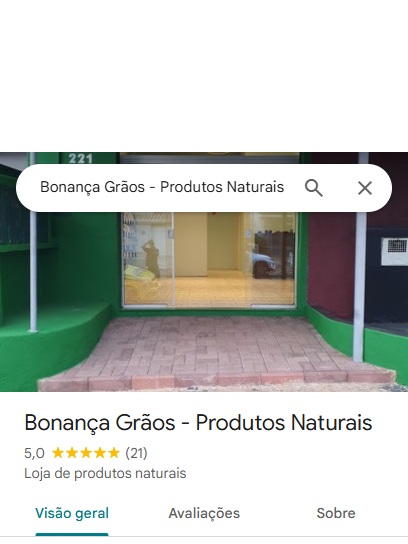 221
Bonança Grãos - Produtos Naturais
Bonança Grãos - Produtos Naturais
5,0 (21)
Loja de produtos naturais
Visão geral Avaliações Sobre